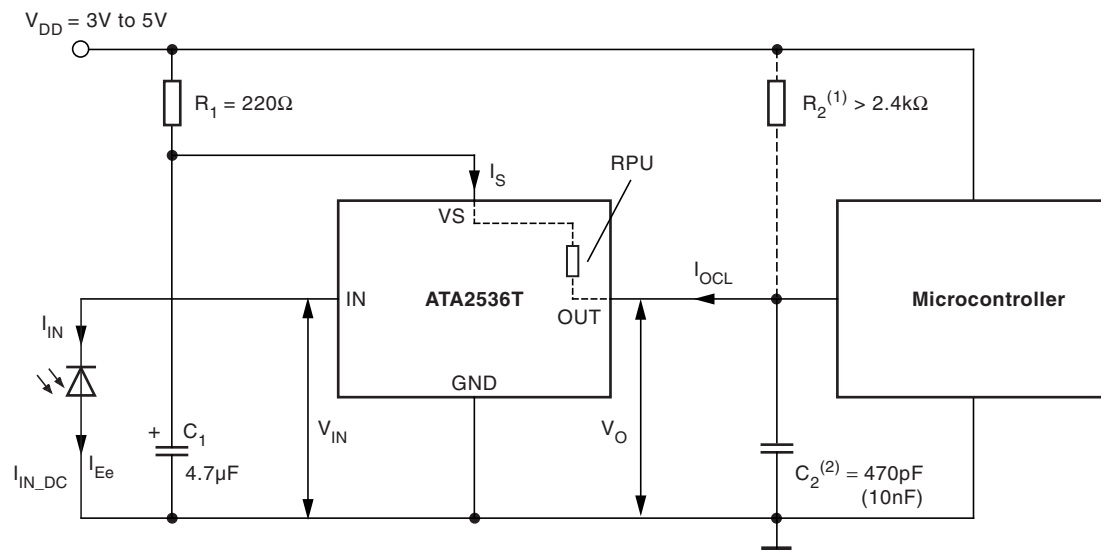 V_DD = 3V to 5V
R_1 = 220Ω
R_2^(1) > 2.4kΩ
I_S
RPU
VS
I_OCL
IN
ATA2536T
Microcontroller
OUT
I_IN
GND
V_IN
V_O
+ C_1
4.7µF
I_Ee
I_IN_DC
C_2^(2) = 470pF
(10nF)